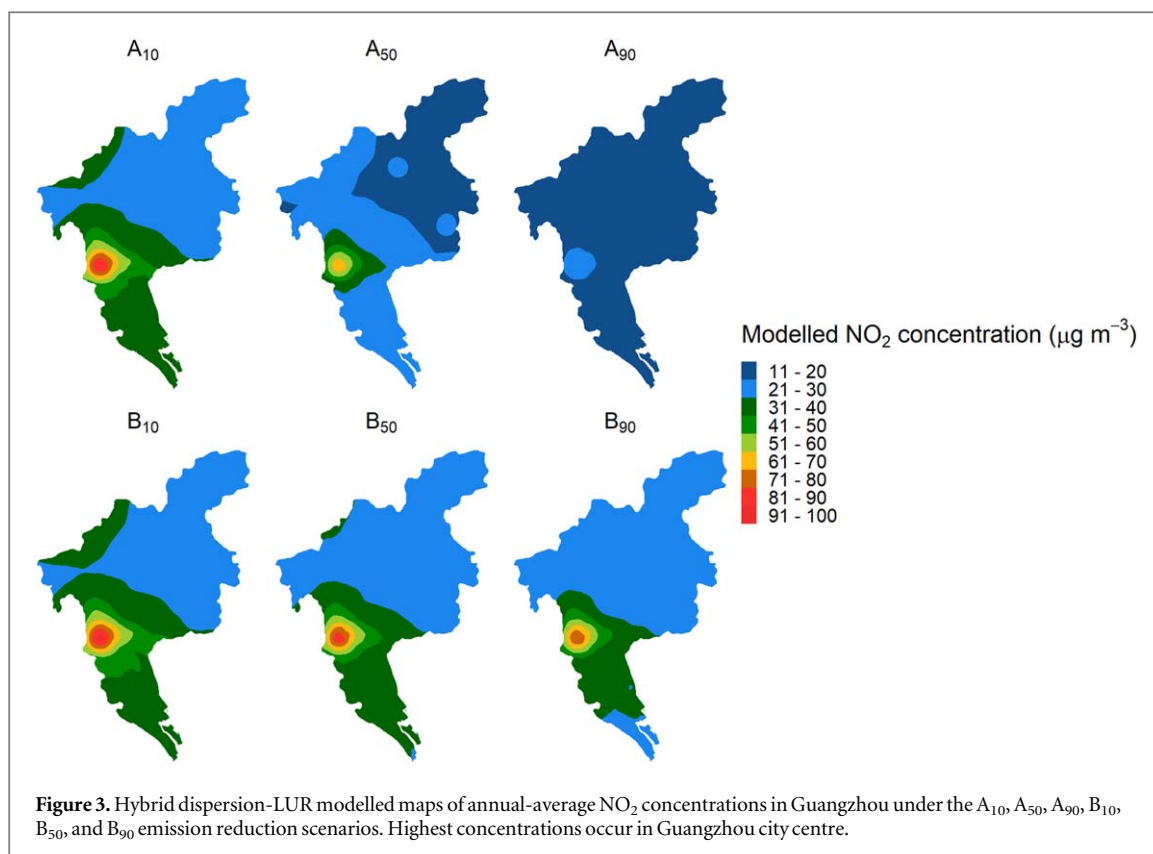 A₁₀ A₅₀ A₉₀
Modelled NO₂ concentration (μg m⁻³)
11 - 20
21 - 30
31 - 40
41 - 50
51 - 60
61 - 70
71 - 80
81 - 90
91 - 100
B₁₀ B₅₀ B₉₀
Figure 3. Hybrid dispersion-LUR modelled maps of annual-average NO₂ concentrations in Guangzhou under the A₁₀, A₅₀, A₉₀, B₁₀,
B₅₀, and B₉₀ emission reduction scenarios. Highest concentrations occur in Guangzhou city centre.